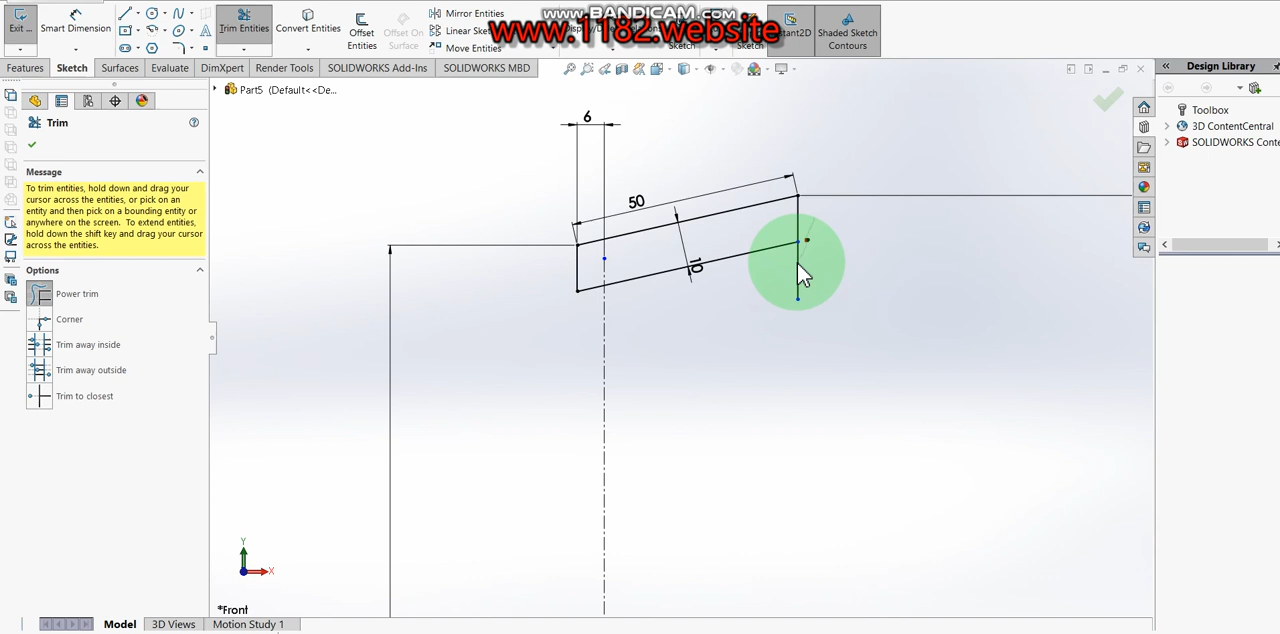 www.BANDICAM.com
www.1182.website
Exit ...
Smart Dimension
Trim Entities
Convert Entities
Offset Entities
Offset On Surface
Mirror Entities
Linear Sk
Move Entities
Sketch
Sketch
Instant2D
Shaded Sketch Contours
Features
Sketch
Surfaces
Evaluate
DimXpert
Render Tools
SOLIDWORKS Add-Ins
SOLIDWORKS MBD
Part5 (Default<<De...
Trim
Message
To trim entities, hold down and drag your
cursor across the entities, or pick on an
entity and then pick on a bounding entity or
anywhere on the screen. To extend entities,
hold down the shift key and drag your cursor
across the entities.
Options
Power trim
Corner
Trim away inside
Trim away outside
Trim to closest
6
50
10
Y
X
*Front
Model
3D Views
Motion Study 1
Design Library
Toolbox
3D ContentCentral
SOLIDWORKS Conte